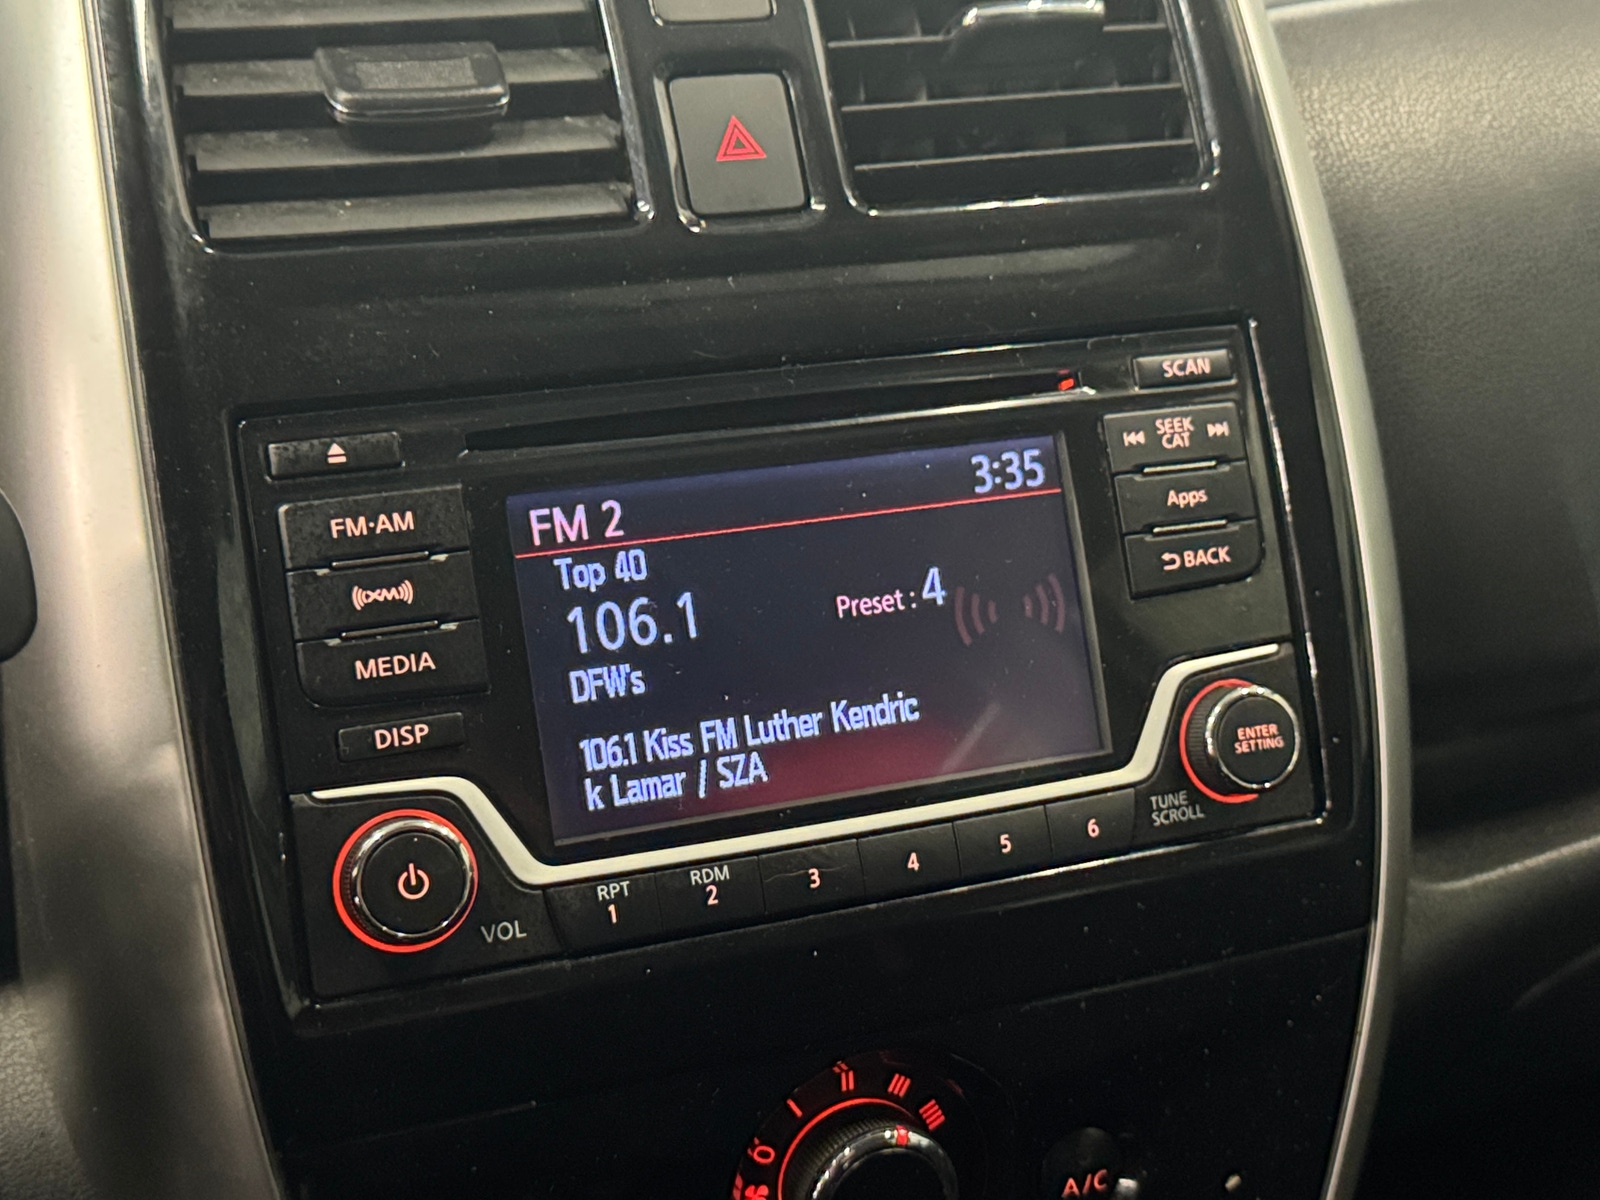 SCAN
SEEK
CAT
Apps
BACK
FM·AM
XM
MEDIA
DISP
3:35
FM 2
Top 40
106.1
Preset : 4
DFW's
106.1 Kiss FM Luther Kendric
k Lamar / SZA
ENTER
SETTING
TUNE
SCROLL
VOL
RPT
1
RDM
2
3
4
5
6
A/C